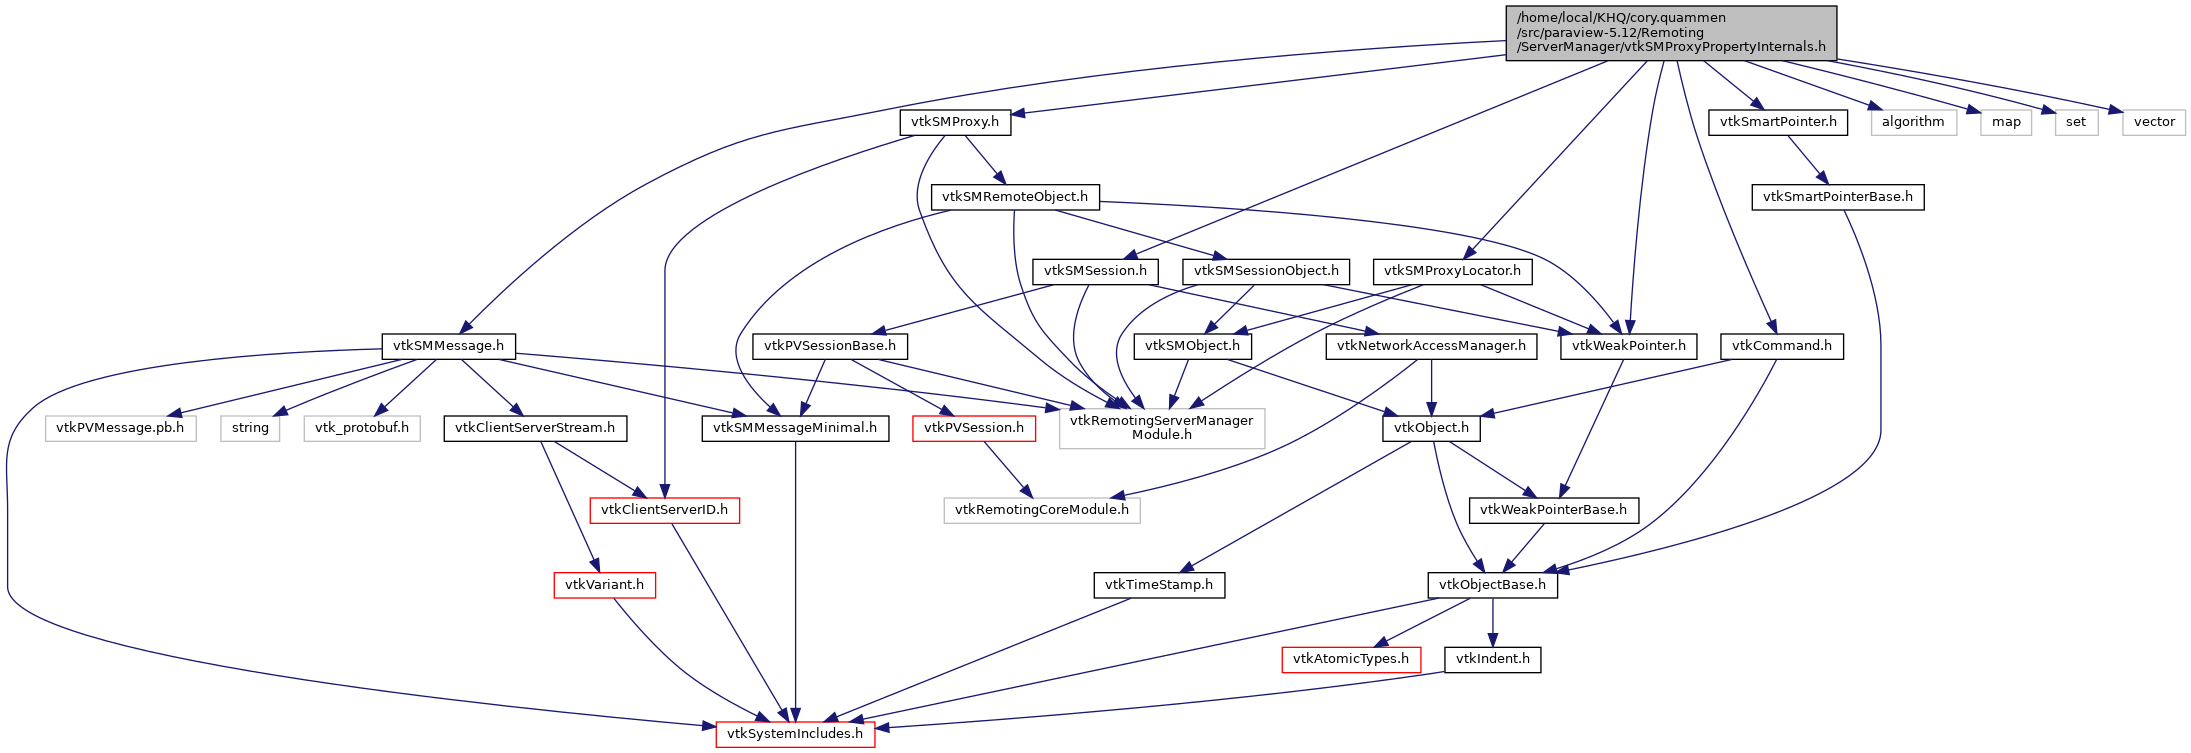 /home/local/KHQ/cory.quammen
/src/paraview-5.12/Remoting
/ServerManager/vtkSMProxyPropertyInternals.h
vtkSMProxy.h
vtkSmartPointer.h
algorithm
map
set
vector
vtkSMRemoteObject.h
vtkSmartPointerBase.h
vtkSMSession.h
vtkSMSessionObject.h
vtkSMProxyLocator.h
vtkSMMessage.h
vtkPVSessionBase.h
vtkSMObject.h
vtkNetworkAccessManager.h
vtkWeakPointer.h
vtkCommand.h
vtkPVMessage.pb.h
string
vtk_protobuf.h
vtkClientServerStream.h
vtkSMMessageMinimal.h
vtkPVSession.h
vtkRemotingServerManager
Module.h
vtkObject.h
vtkClientServerID.h
vtkRemotingCoreModule.h
vtkWeakPointerBase.h
vtkVariant.h
vtkTimeStamp.h
vtkObjectBase.h
vtkAtomicTypes.h
vtkIndent.h
vtkSystemIncludes.h